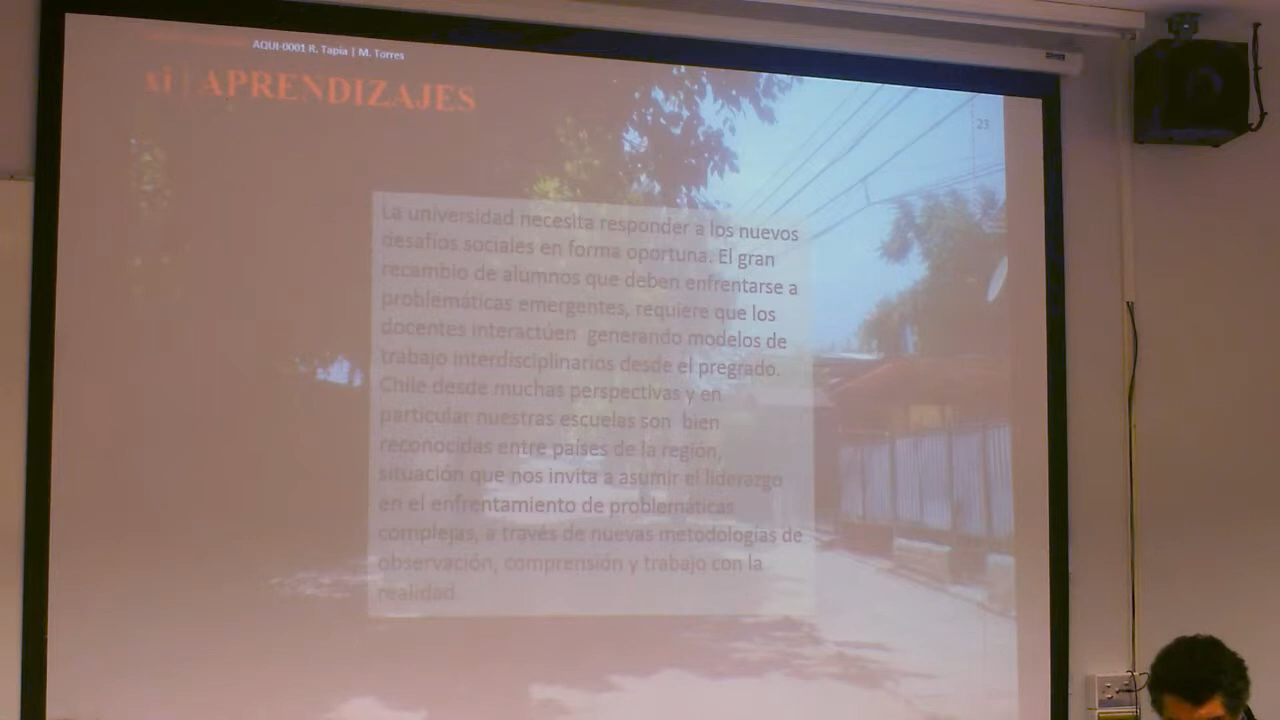 AQUI-0001 R. Tapia | M. Torres
xi | APRENDIZAJES
23
La universidad necesita responder a los nuevos
desafíos sociales en forma oportuna. El gran
recambio de alumnos que deben enfrentarse a
problemáticas emergentes, requiere que los
docentes interactúen generando modelos de
trabajo interdisciplinarios desde el pregrado.
Chile desde muchas perspectivas y en
particular nuestras escuelas son bien
reconocidas entre países de la región,
situación que nos invita a asumir el liderazgo
en el enfrentamiento de problemáticas
complejas, a través de nuevas metodologías de
observación, comprensión y trabajo con la
realidad.